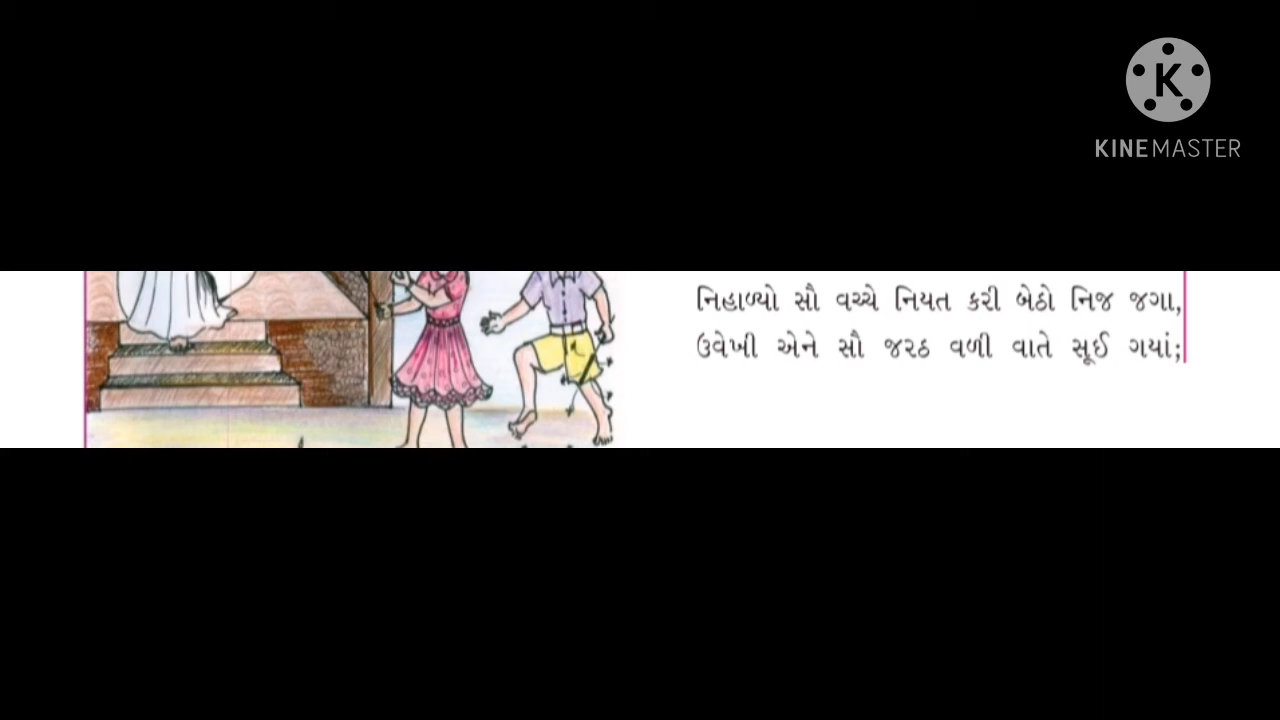 KINEMASTER
નિહાળ્યો સૌ વચ્ચે નિયત કરી બેઠો નિજ જગા,
ઉવેખી એને સૌ જરઠ વળી વાતે સૂઈ ગયાં;